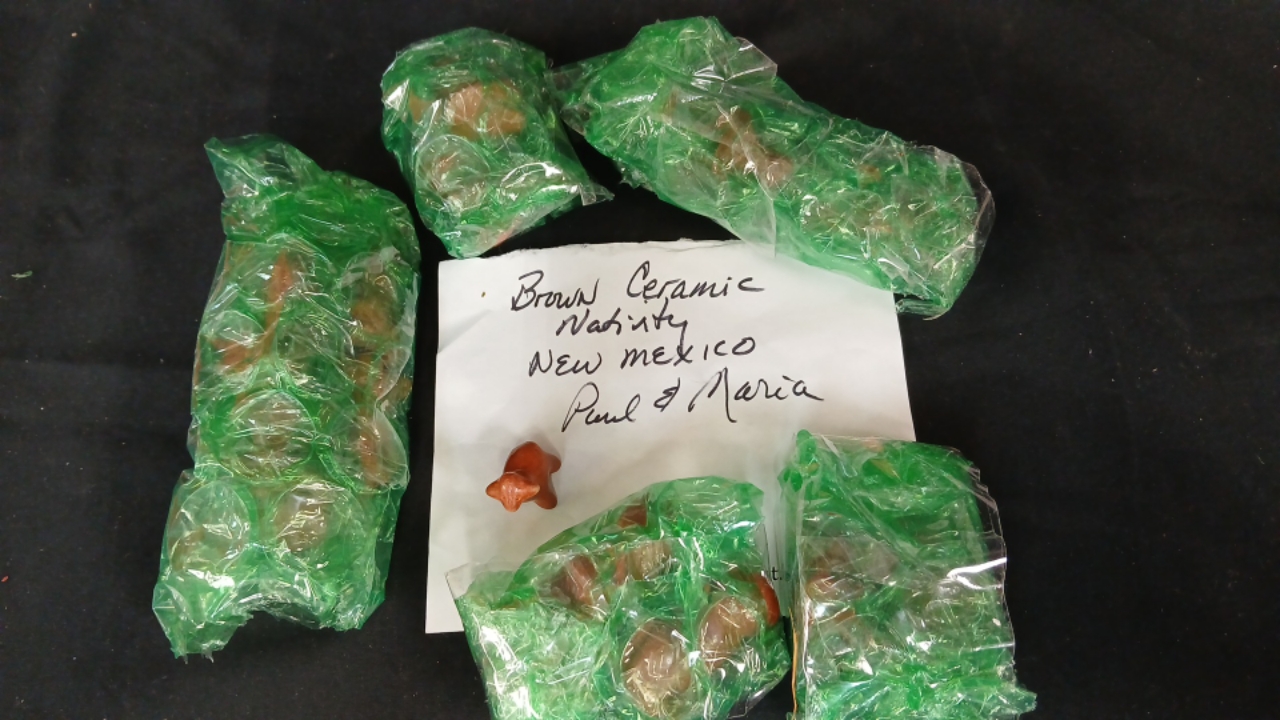 Brown Ceramic
Nativity
NEW MEXICO
Paul & Maria
t.